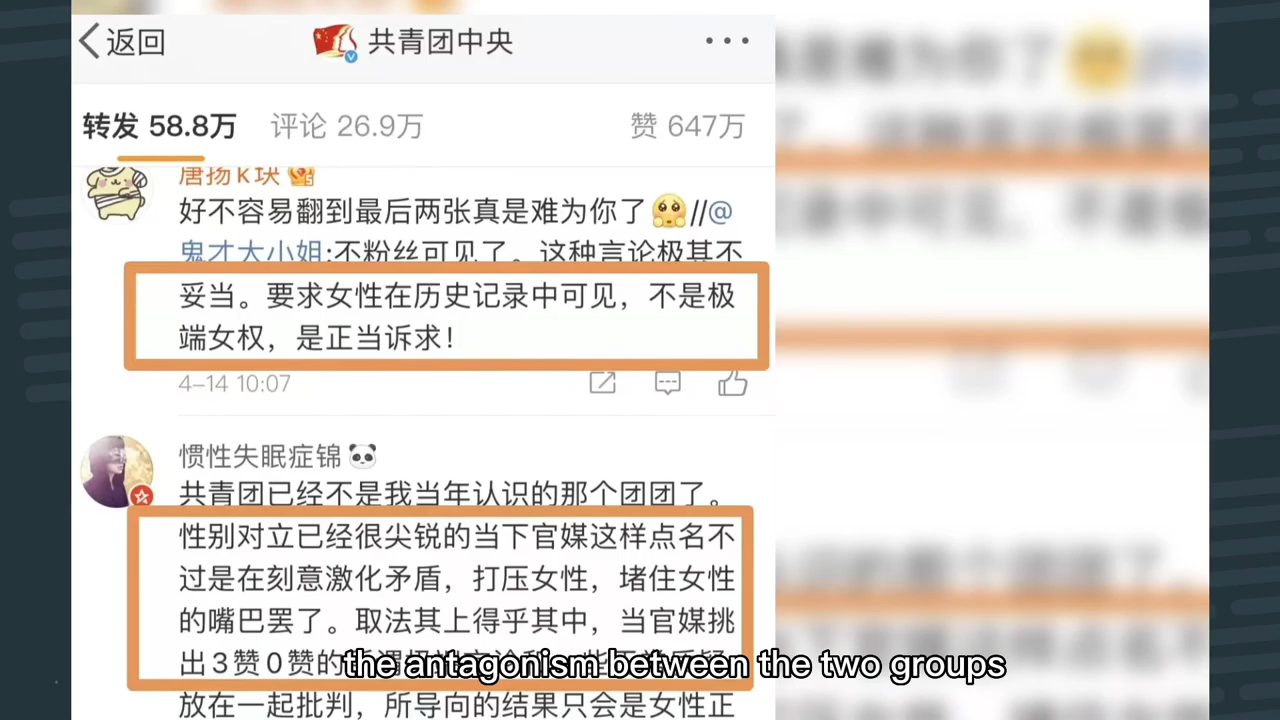 返回
共青团中央
转发 58.8万 评论 26.9万 赞 647万
唐扬K块
好不容易翻到最后两张真是难为你了🥺//@
鬼才大小姐:不粉丝可见了。这种言论极其不
妥当。要求女性在历史记录中可见，不是极
端女权，是正当诉求！
4-14 10:07
惯性失眠症锦🐼
共青团已经不是我当年认识的那个团团了。
性别对立已经很尖锐的当下官媒这样点名不
过是在刻意激化矛盾，打压女性，堵住女性
的嘴巴罢了。取法其上得乎其中，当官媒挑
出3赞0赞的
the antagonism between the two groups
放在一起批判，所导向的结果只会是女性正